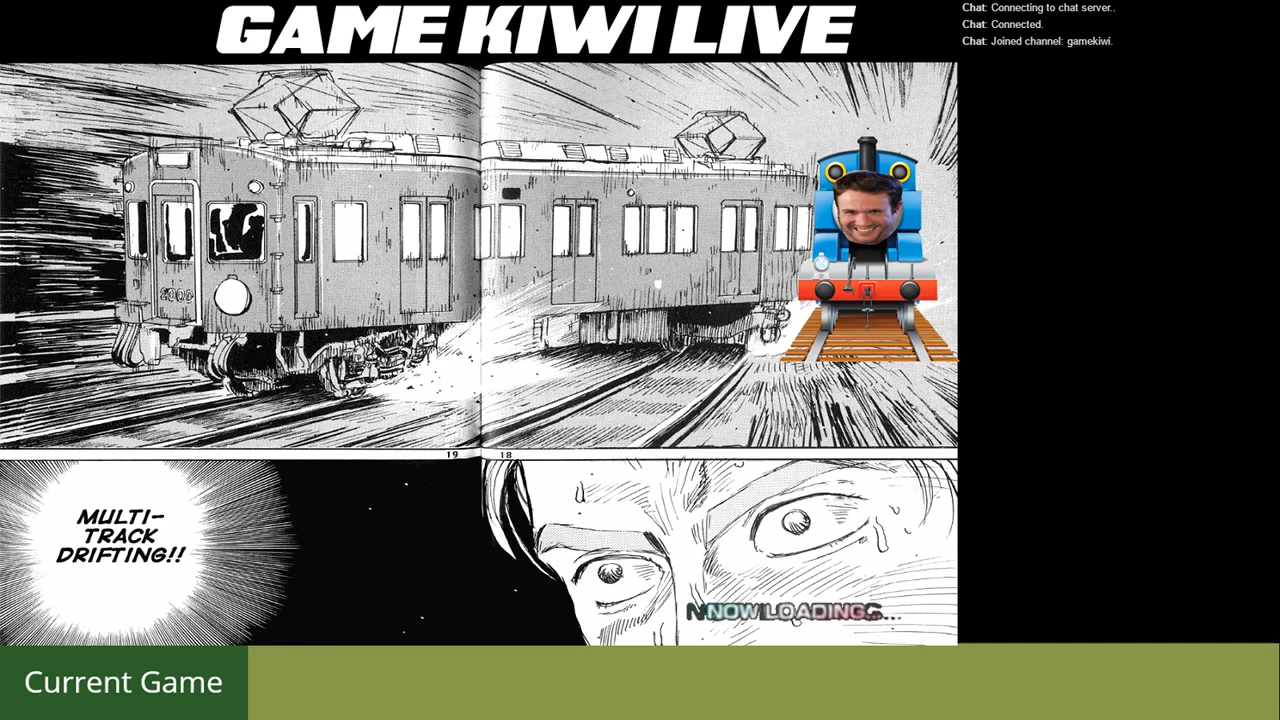 GAME KIWI LIVE
Chat: Connecting to chat server..
Chat: Connected.
Chat: Joined channel: gamekiwi.
2000
19
18
MULTI-
TRACK
DRIFTING!!
NOW LOADING...
Current Game